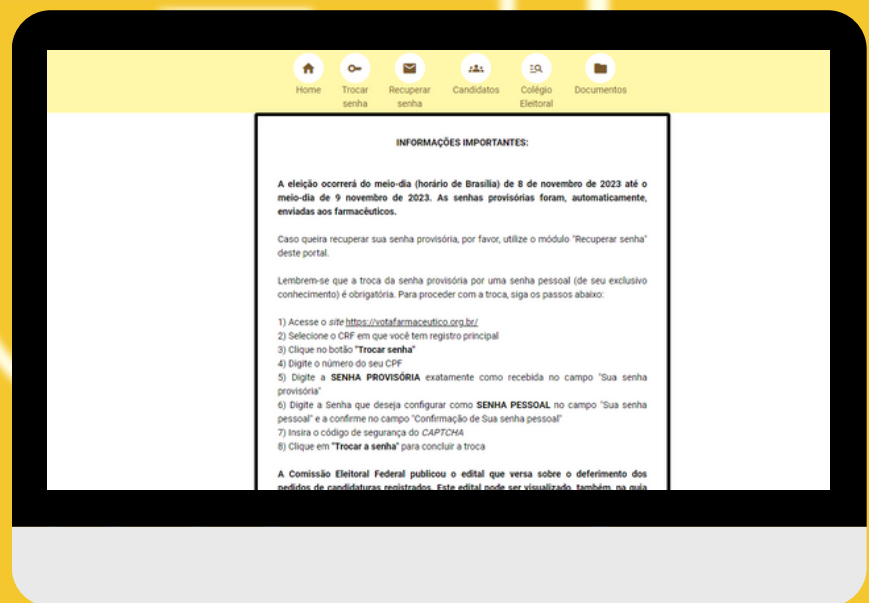 Home
Trocar
senha
Recuperar
senha
Candidatos
Colégio
Eleitoral
Documentos
INFORMAÇÕES IMPORTANTES:
A eleição ocorrerá do meio-dia (horário de Brasília) de 8 de novembro de 2023 até o
meio-dia de 9 novembro de 2023. As senhas provisórias foram, automaticamente,
enviadas aos farmacêuticos.
Caso queira recuperar sua senha provisória, por favor, utilize o módulo "Recuperar senha"
deste portal.
Lembrem-se que a troca da senha provisória por uma senha pessoal (de seu exclusivo
conhecimento) é obrigatória. Para proceder com a troca, siga os passos abaixo:
1) Acesse o site https://votafarmaceutico.org.br/
2) Selecione o CRF em que você tem registro principal
3) Clique no botão "Trocar senha"
4) Digite o número do seu CPF
5) Digite a SENHA PROVISÓRIA exatamente como recebida no campo "Sua senha
provisória"
6) Digite a Senha que deseja configurar como SENHA PESSOAL no campo "Sua senha
pessoal" e a confirme no campo "Confirmação de Sua senha pessoal"
7) Insira o código de segurança do CAPTCHA
8) Clique em "Trocar a senha" para concluir a troca
A Comissão Eleitoral Federal publicou o edital que versa sobre o deferimento dos
pedidos de candidaturas registrados. Este edital pode ser visualizado, também, na guia